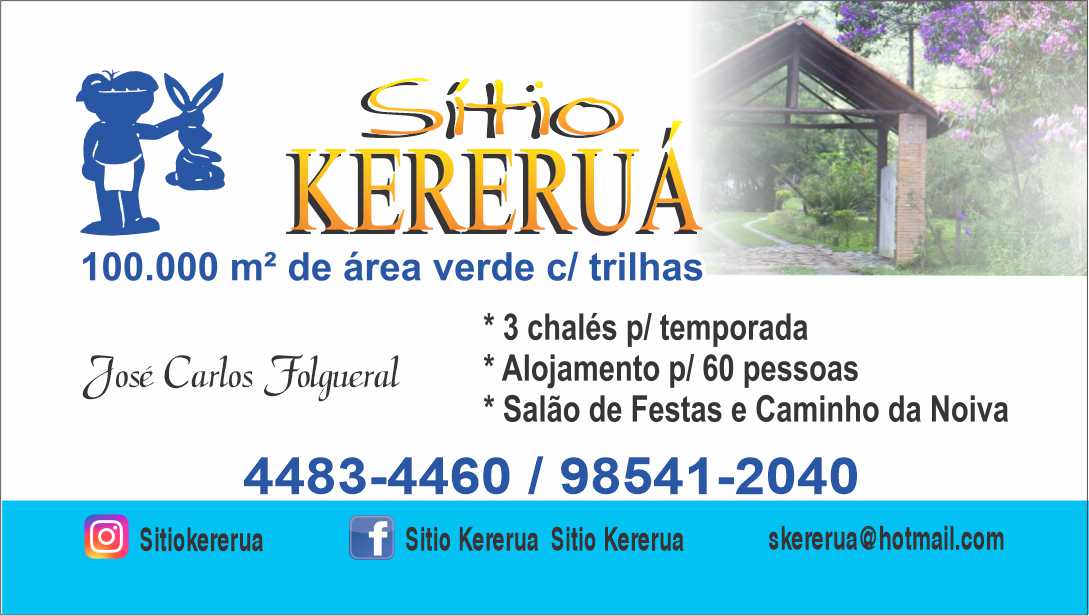 Sítio
KERERUÁ
100.000 m² de área verde c/ trilhas
* 3 chalés p/ temporada
* Alojamento p/ 60 pessoas
* Salão de Festas e Caminho da Noiva
José Carlos Folgueral
4483-4460 / 98541-2040
Sitiokererua
Sitio Kererua Sitio Kererua
skererua@hotmail.com